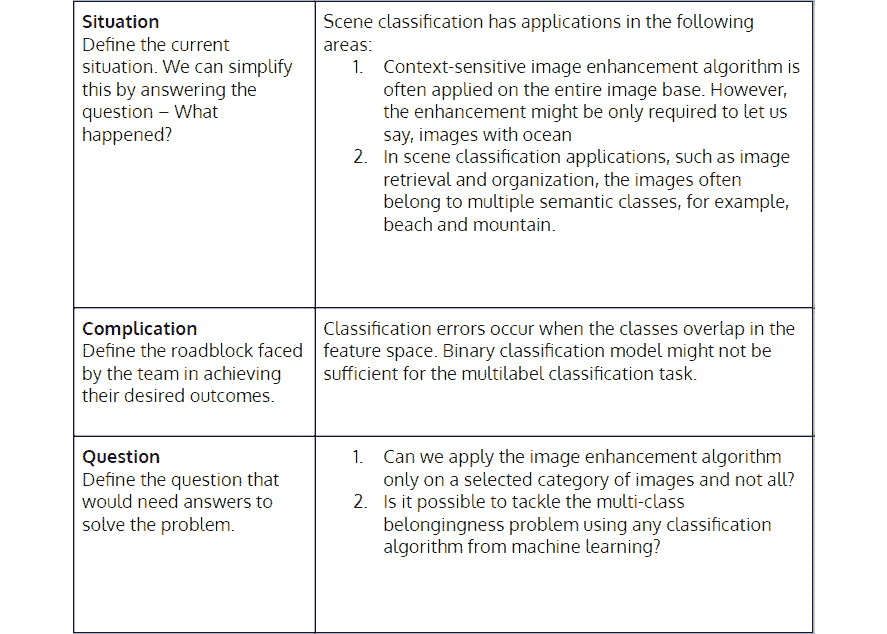 Situation
Define the current
situation. We can simplify
this by answering the
question – What
happened?
Scene classification has applications in the following
areas:
1. Context-sensitive image enhancement algorithm is
often applied on the entire image base. However,
the enhancement might be only required to let us
say, images with ocean
2. In scene classification applications, such as image
retrieval and organization, the images often
belong to multiple semantic classes, for example,
beach and mountain.
Complication
Define the roadblock faced
by the team in achieving
their desired outcomes.
Classification errors occur when the classes overlap in the
feature space. Binary classification model might not be
sufficient for the multilabel classification task.
Question
Define the question that
would need answers to
solve the problem.
1. Can we apply the image enhancement algorithm
only on a selected category of images and not all?
2. Is it possible to tackle the multi-class
belongingness problem using any classification
algorithm from machine learning?